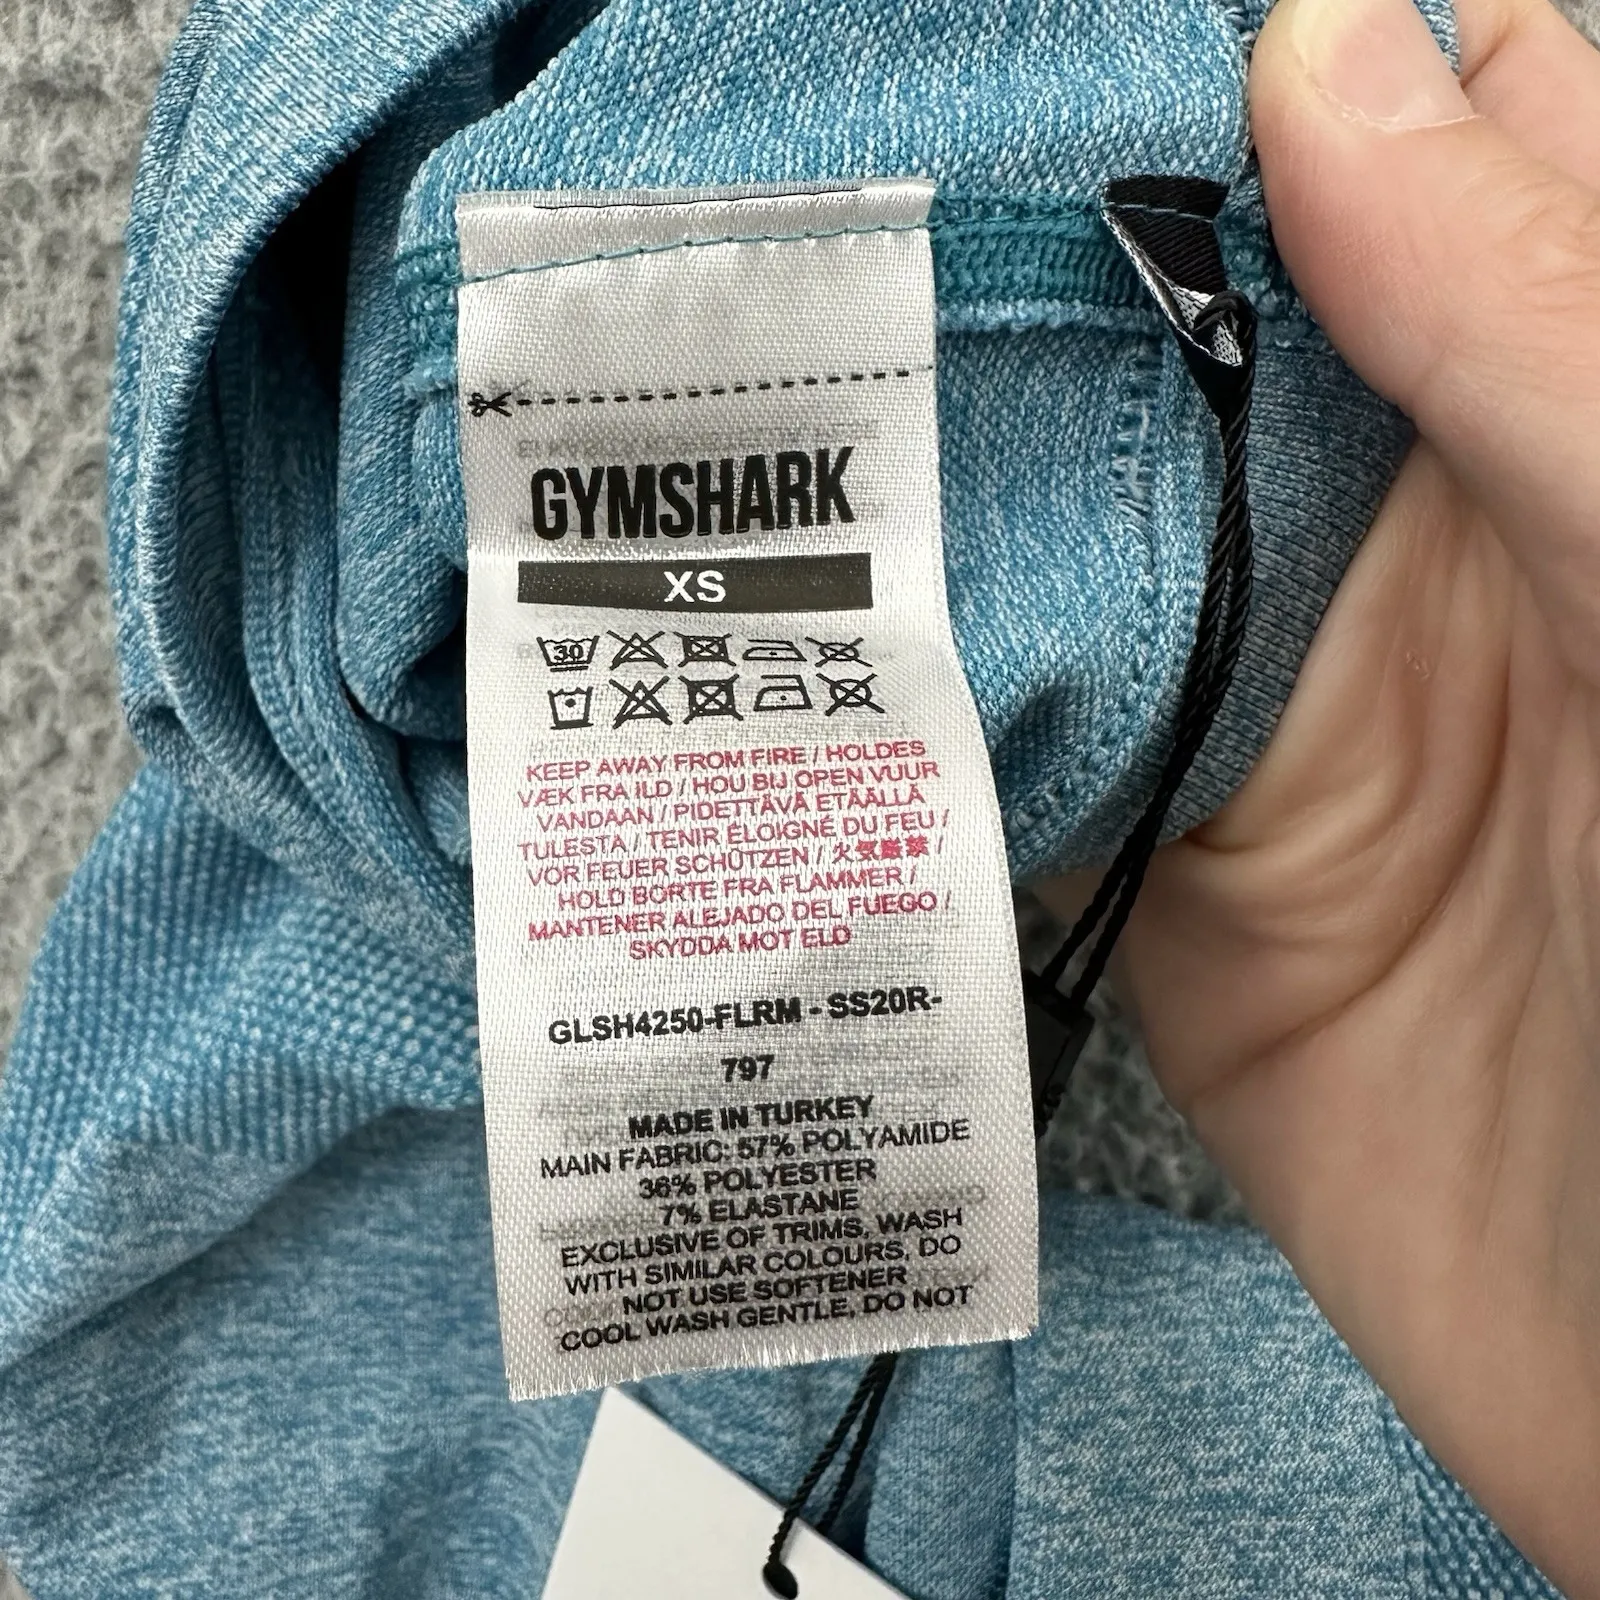 GYMSHARK
XS
30
KEEP AWAY FROM FIRE / HOLDES
VÆK FRA ILD / HOU BIJ OPEN VUUR
VANDAAN / PIDETTÄVÄ ETÄÄLLÄ
TULESTA / TENIR ÉLOIGNÉ DU FEU /
VOR FEUER SCHÜTZEN / 火気厳禁 /
HOLD BORTE FRA FLAMMER /
MANTENER ALEJADO DEL FUEGO /
SKYDDA MOT ELD
GLSH4250-FLRM - SS20R-
797
MADE IN TURKEY
MAIN FABRIC: 57% POLYAMIDE
36% POLYESTER
7% ELASTANE
EXCLUSIVE OF TRIMS, WASH
WITH SIMILAR COLOURS, DO
NOT USE SOFTENER
COOL WASH GENTLE, DO NOT